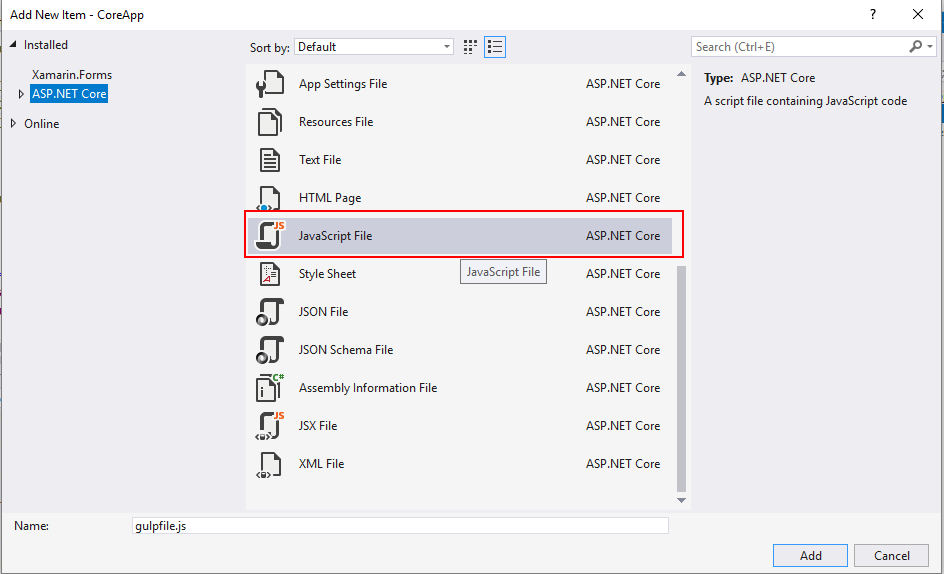 Add New Item - CoreApp
?
Installed
Sort by: Default
Search (Ctrl+E)
Xamarin.Forms
ASP.NET Core
Online
App Settings File ASP.NET Core
Resources File ASP.NET Core
Text File ASP.NET Core
HTML Page ASP.NET Core
JS
JavaScript File ASP.NET Core
JavaScript File
Style Sheet ASP.NET Core
JSON File ASP.NET Core
JSON Schema File ASP.NET Core
C#
Assembly Information File ASP.NET Core
JS
JSX File ASP.NET Core
XML File ASP.NET Core
Type: ASP.NET Core
A script file containing JavaScript code
Name: gulpfile.js
Add Cancel